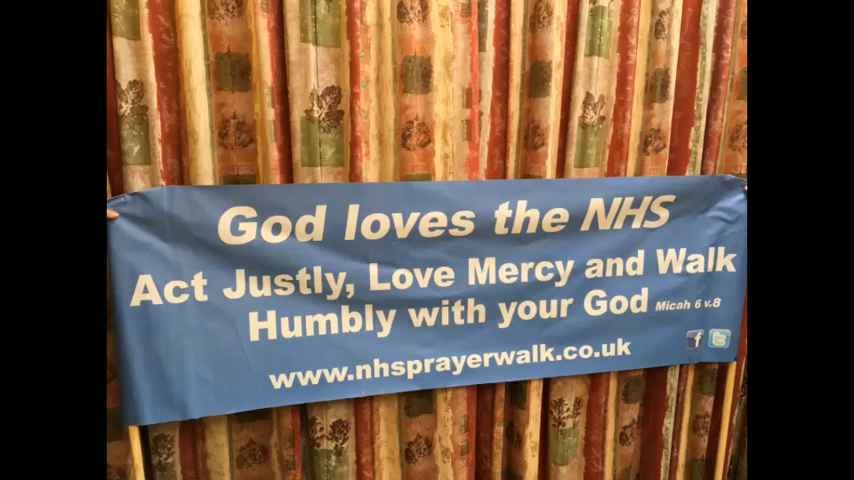 God loves the NHS
Act Justly, Love Mercy and Walk
Humbly with your God Micah 6 v.8
www.nhsprayerwalk.co.uk